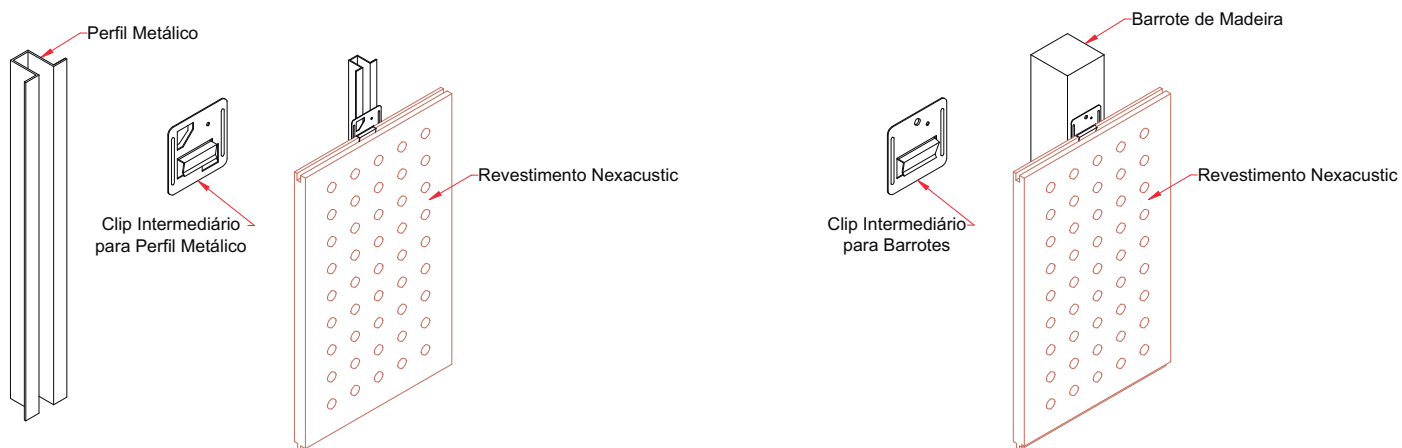 Perfil Metálico
Clip Intermediário
para Perfil Metálico
Revestimento Nexacustic
Barrote de Madeira
Clip Intermediário
para Barrotes
Revestimento Nexacustic